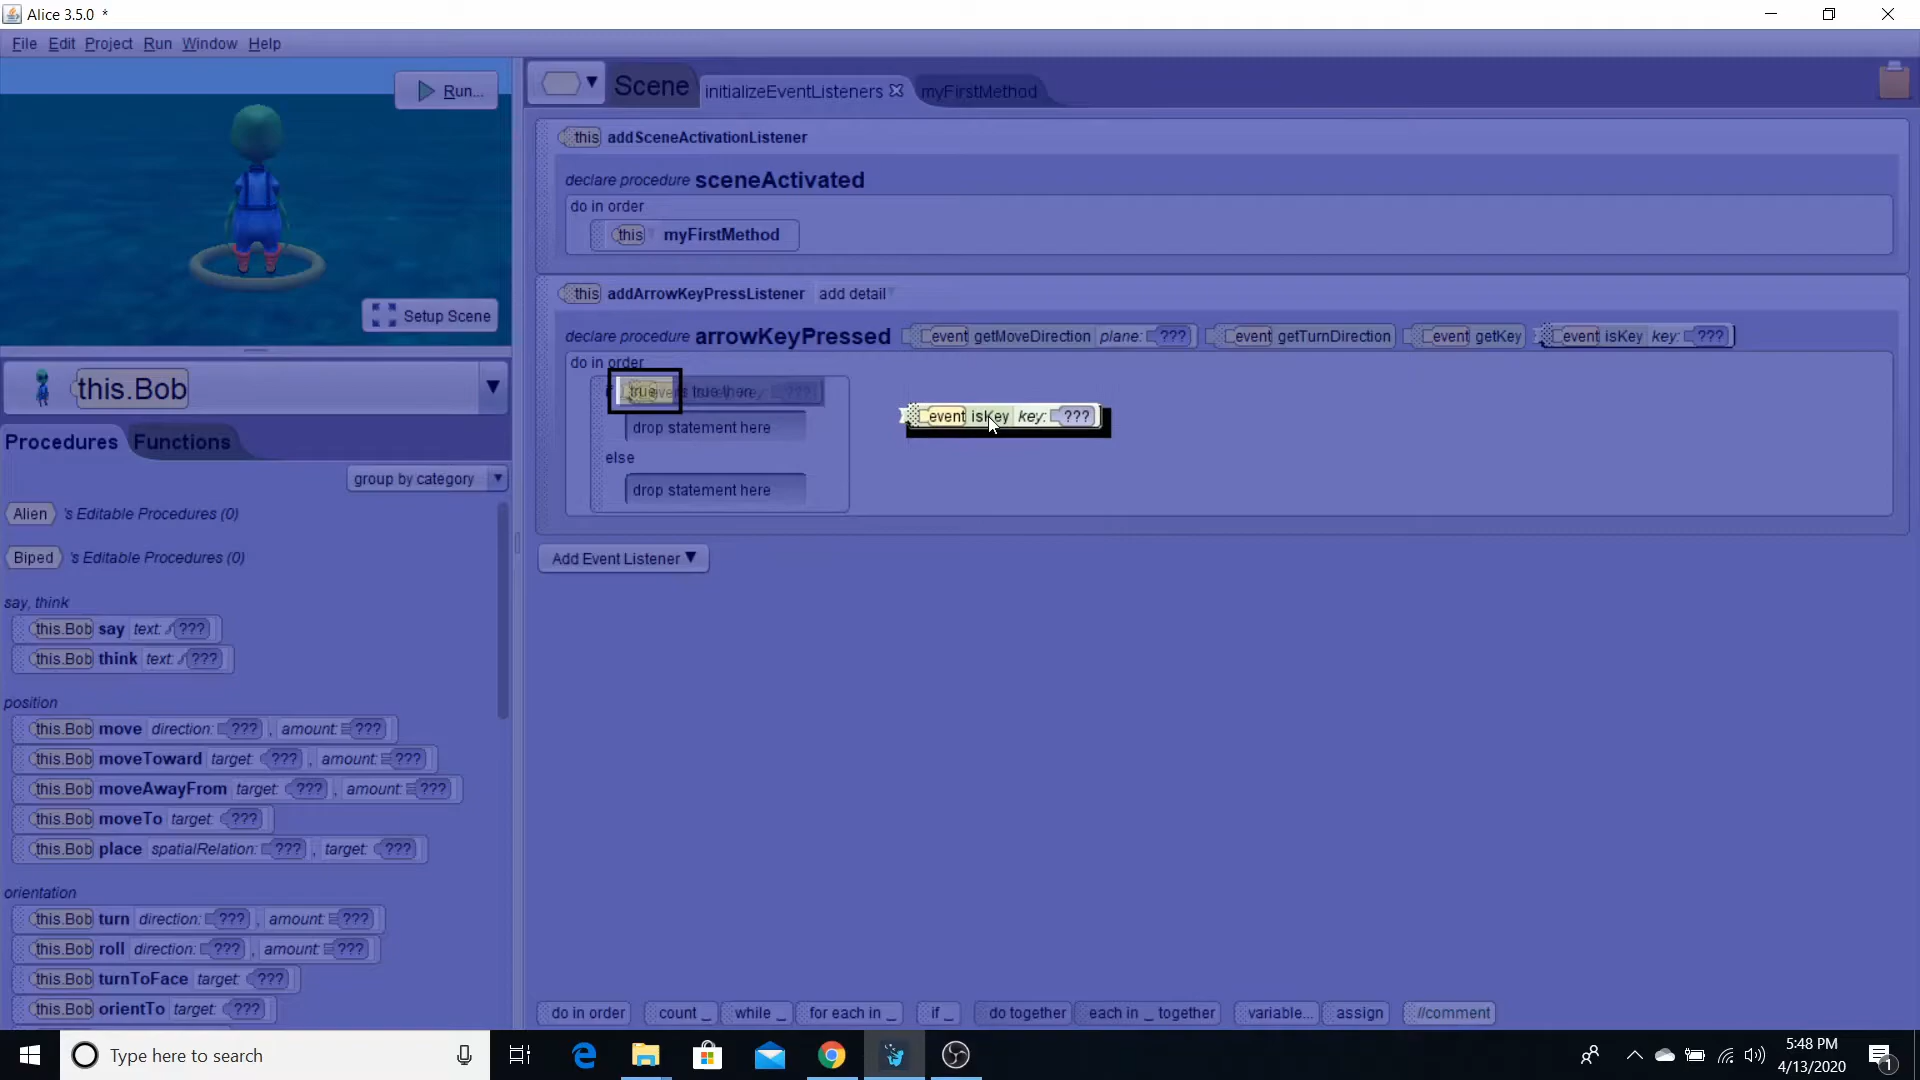 Alice 3.5.0 *
File Edit Project Run Window Help
Run...
Setup Scene
this.Bob
Procedures Functions
group by category
Alien 's Editable Procedures (0)
Biped 's Editable Procedures (0)
say, think
this.Bob say text: ???
this.Bob think text: ???
position
this.Bob move direction: ??? , amount: ???
this.Bob moveToward target: ??? , amount: ???
this.Bob moveAwayFrom target: ??? , amount: ???
this.Bob moveTo target: ???
this.Bob place spatialRelation: ??? , target: ???
orientation
this.Bob turn direction: ??? , amount: ???
this.Bob roll direction: ??? , amount: ???
this.Bob turnToFace target: ???
this.Bob orientTo target: ???
Scene initializeEventListeners myFirstMethod
this addSceneActivationListener
declare procedure sceneActivated
do in order
this myFirstMethod
this addArrowKeyPressListener add detail
declare procedure arrowKeyPressed event getMoveDirection plane: ??? event getTurnDirection event getKey event isKey key: ???
do in order
true is true then
event isKey key: ???
drop statement here
else
drop statement here
Add Event Listener
do in order count _ while _ for each in _ if _ do together each in _ together variable... assign //comment
Type here to search
5:48 PM
4/13/2020
1